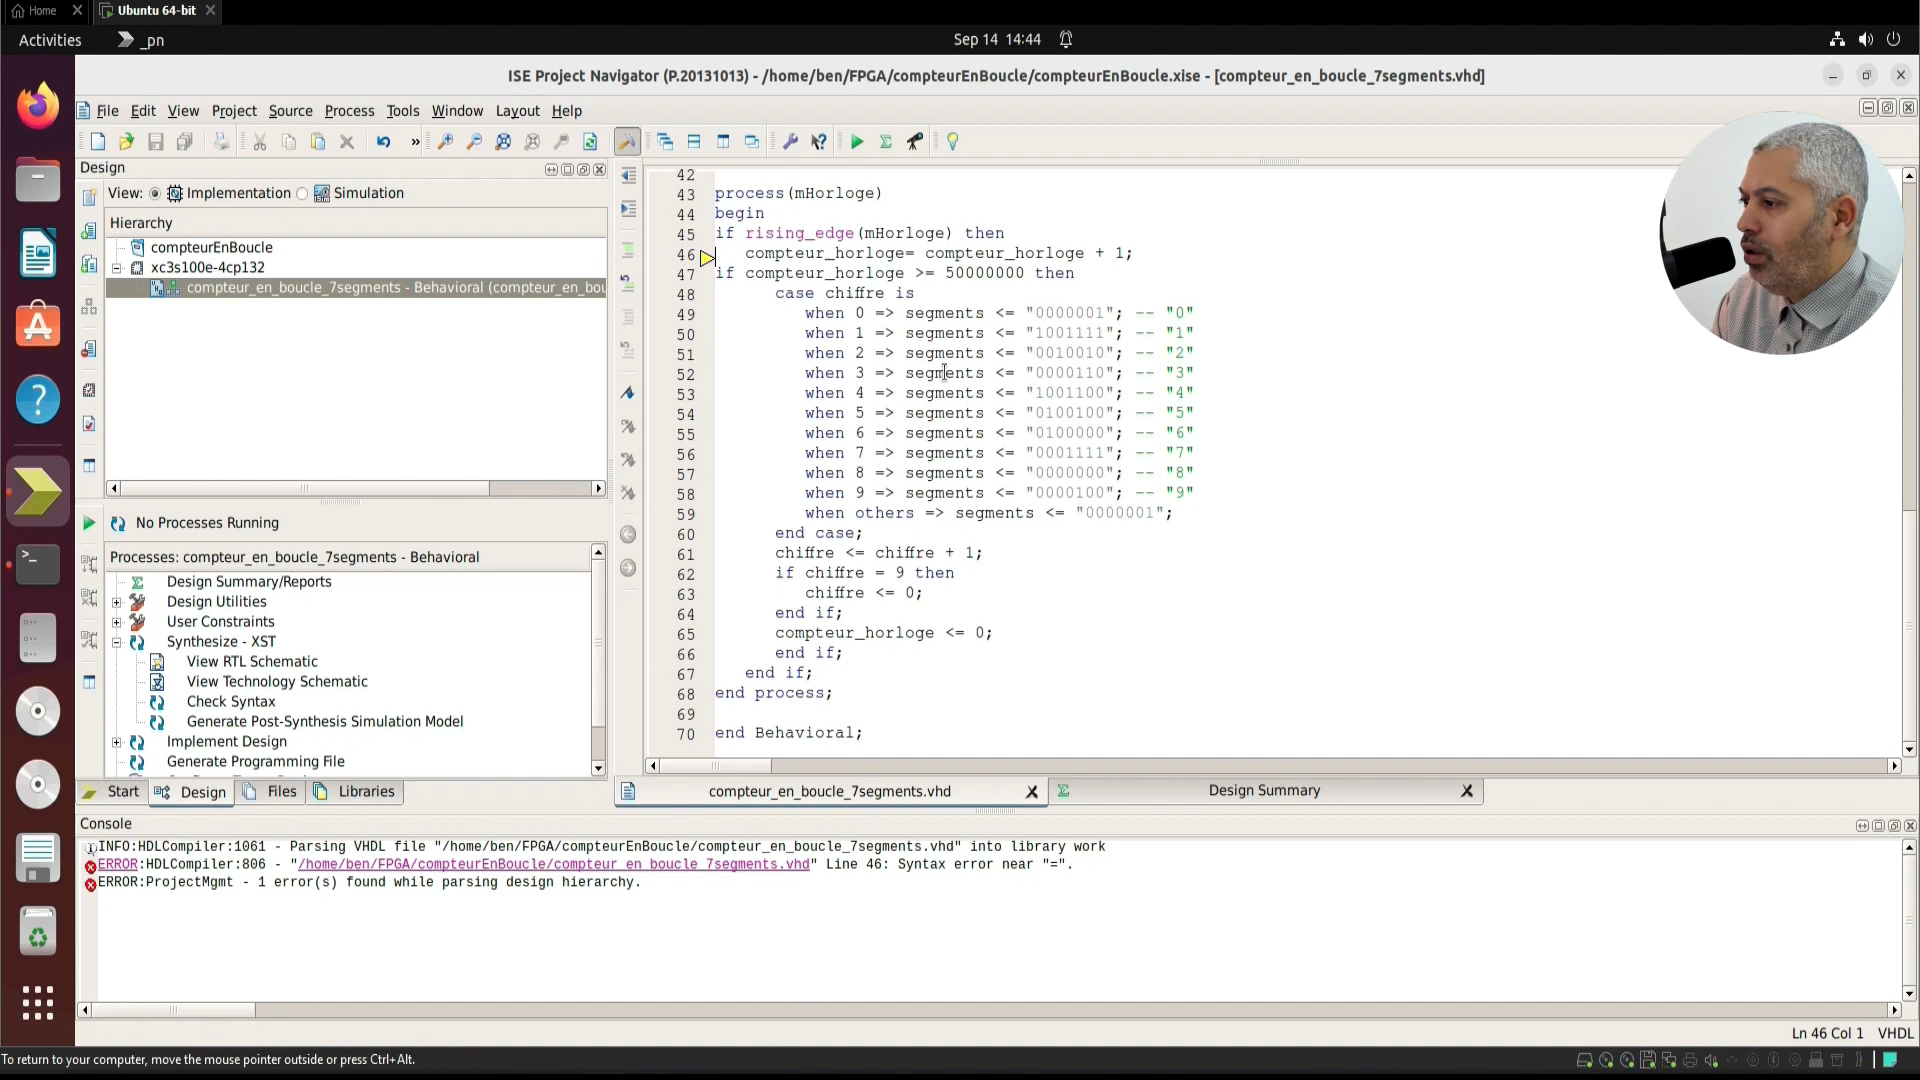 Home
Ubuntu 64-bit
Activities
_pn
Sep 14 14:44
ISE Project Navigator (P.20131013) - /home/ben/FPGA/compteurEnBoucle/compteurEnBoucle.xise - [compteur_en_boucle_7segments.vhd]
File Edit View Project Source Process Tools Window Layout Help
»
Design
View: Implementation Simulation
Hierarchy
compteurEnBoucle
xc3s100e-4cp132
compteur_en_boucle_7segments - Behavioral (compteur_en_bou
No Processes Running
Processes: compteur_en_boucle_7segments - Behavioral
Design Summary/Reports
Design Utilities
User Constraints
Synthesize - XST
View RTL Schematic
View Technology Schematic
Check Syntax
Generate Post-Synthesis Simulation Model
Implement Design
Generate Programming File
Start Design Files Libraries
42
43 process(mHorloge)
44 begin
45 if rising_edge(mHorloge) then
46 compteur_horloge= compteur_horloge + 1;
47 if compteur_horloge >= 50000000 then
48 case chiffre is
49 when 0 => segments <= "0000001"; -- "0"
50 when 1 => segments <= "1001111"; -- "1"
51 when 2 => segments <= "0010010"; -- "2"
52 when 3 => segments <= "0000110"; -- "3"
53 when 4 => segments <= "1001100"; -- "4"
54 when 5 => segments <= "0100100"; -- "5"
55 when 6 => segments <= "0100000"; -- "6"
56 when 7 => segments <= "0001111"; -- "7"
57 when 8 => segments <= "0000000"; -- "8"
58 when 9 => segments <= "0000100"; -- "9"
59 when others => segments <= "0000001";
60 end case;
61 chiffre <= chiffre + 1;
62 if chiffre = 9 then
63 chiffre <= 0;
64 end if;
65 compteur_horloge <= 0;
66 end if;
67 end if;
68 end process;
69
70 end Behavioral;
compteur_en_boucle_7segments.vhd
Design Summary
Console
INFO:HDLCompiler:1061 - Parsing VHDL file "/home/ben/FPGA/compteurEnBoucle/compteur_en_boucle_7segments.vhd" into library work
ERROR:HDLCompiler:806 - "/home/ben/FPGA/compteurEnBoucle/compteur_en_boucle_7segments.vhd" Line 46: Syntax error near "=".
ERROR:ProjectMgmt - 1 error(s) found while parsing design hierarchy.
Ln 46 Col 1 VHDL
To return to your computer, move the mouse pointer outside or press Ctrl+Alt.